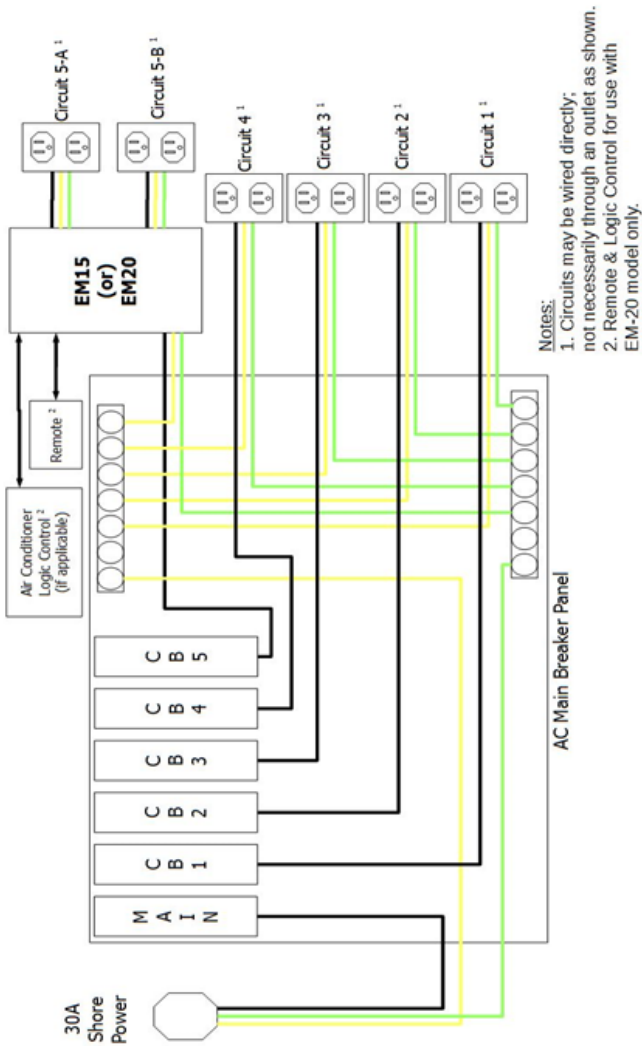 30A
Shore
Power
M
A
I
N
C
B
1
C
B
2
C
B
3
C
B
4
C
B
5
AC Main Breaker Panel
Air Conditioner
Logic Control ²
(if applicable)
Remote ²
EM15
(or)
EM20
Circuit 5-A ¹
Circuit 5-B ¹
Circuit 4 ¹
Circuit 3 ¹
Circuit 2 ¹
Circuit 1 ¹
Notes:
1. Circuits may be wired directly;
not necessarily through an outlet as shown.
2. Remote & Logic Control for use with
EM-20 model only.